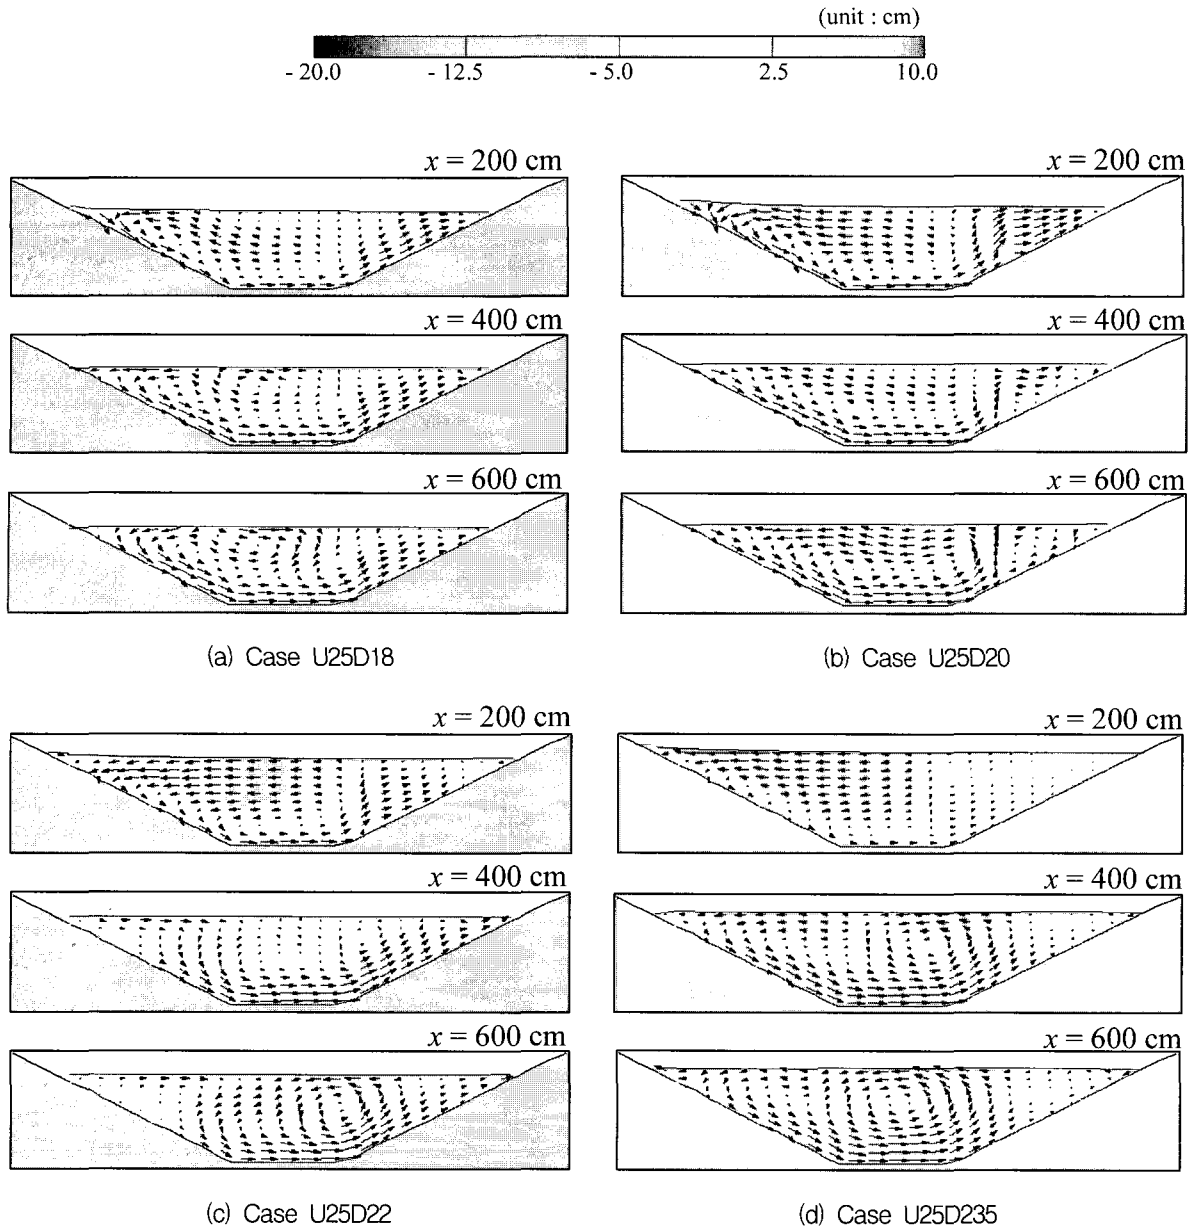 (unit : cm)
- 20.0 - 12.5 - 5.0 2.5 10.0
x = 200 cm
x = 400 cm
x = 600 cm
(a) Case U25D18
x = 200 cm
x = 400 cm
x = 600 cm
(b) Case U25D20
x = 200 cm
x = 400 cm
x = 600 cm
(c) Case U25D22
x = 200 cm
x = 400 cm
x = 600 cm
(d) Case U25D235